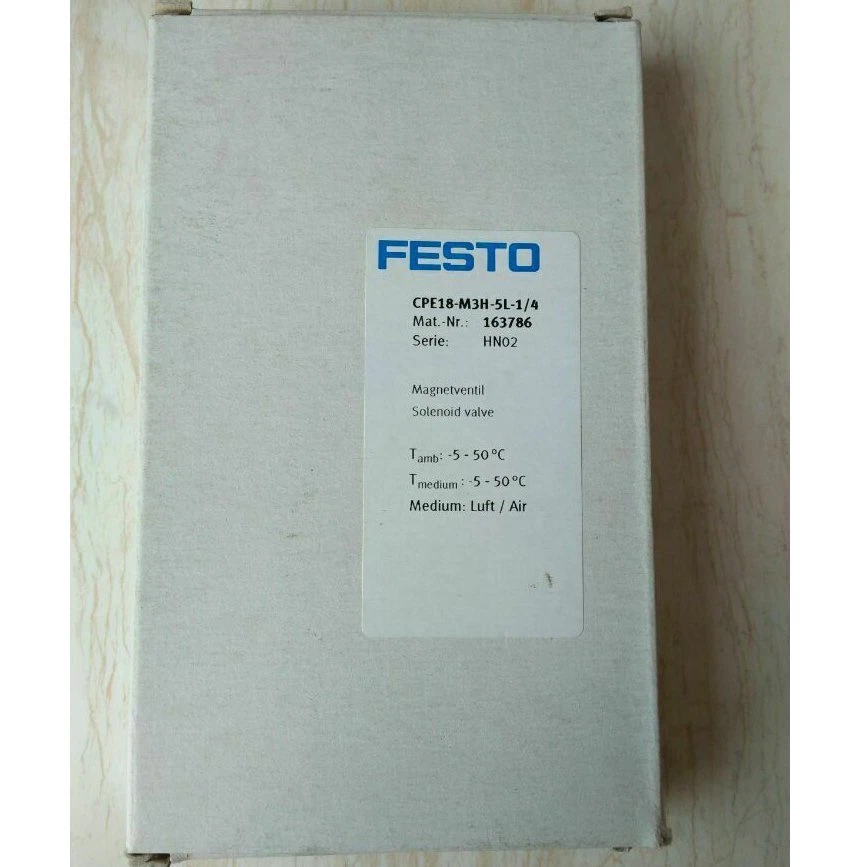 FESTO
CPE18-M3H-5L-1/4
Mat.-Nr.: 163786
Serie: HN02
Magnetventil
Solenoid valve
Tamb: -5 - 50 °C
Tmedium : -5 - 50 °C
Medium: Luft / Air